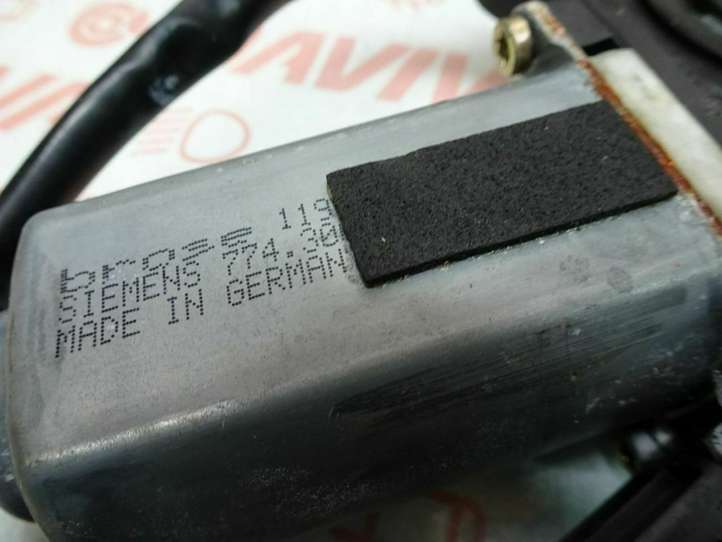 brose 119
SIEMENS 774.30
MADE IN GERMAN